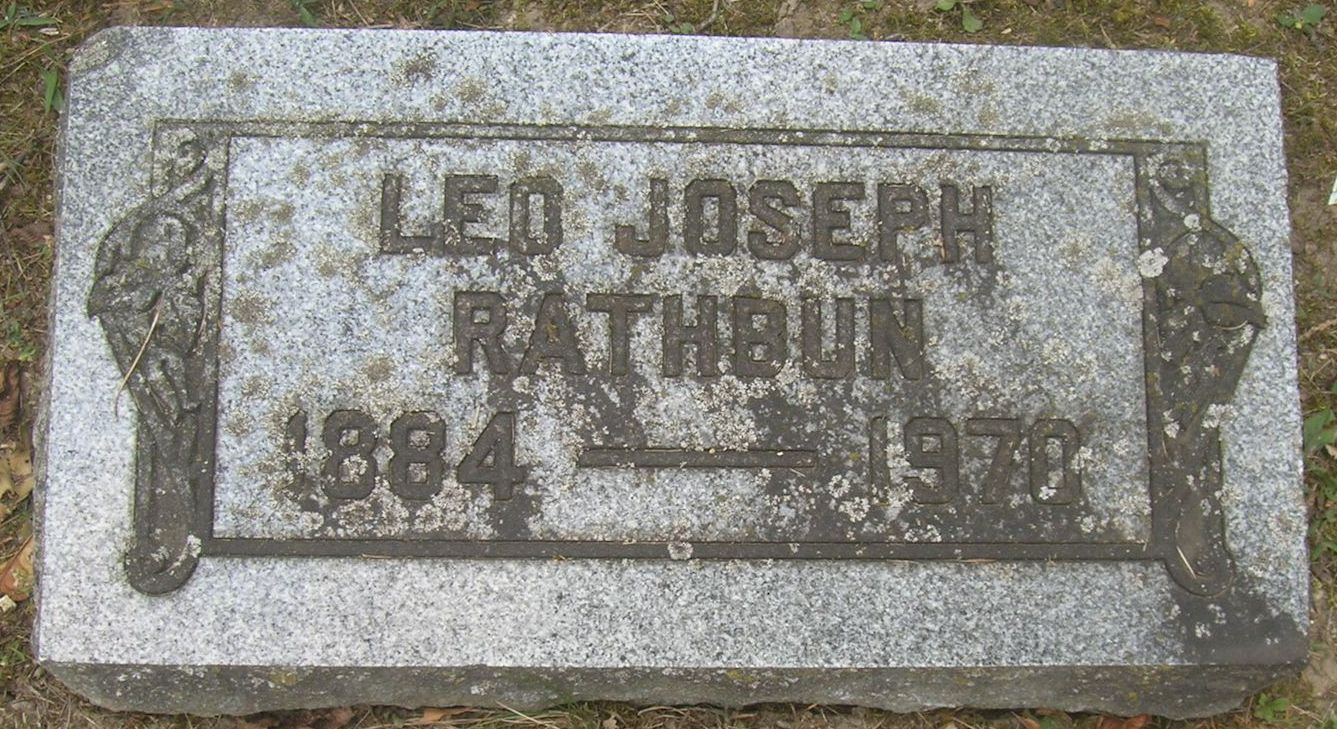 LEO JOSEPH
RATHBUN
1884 — 1970